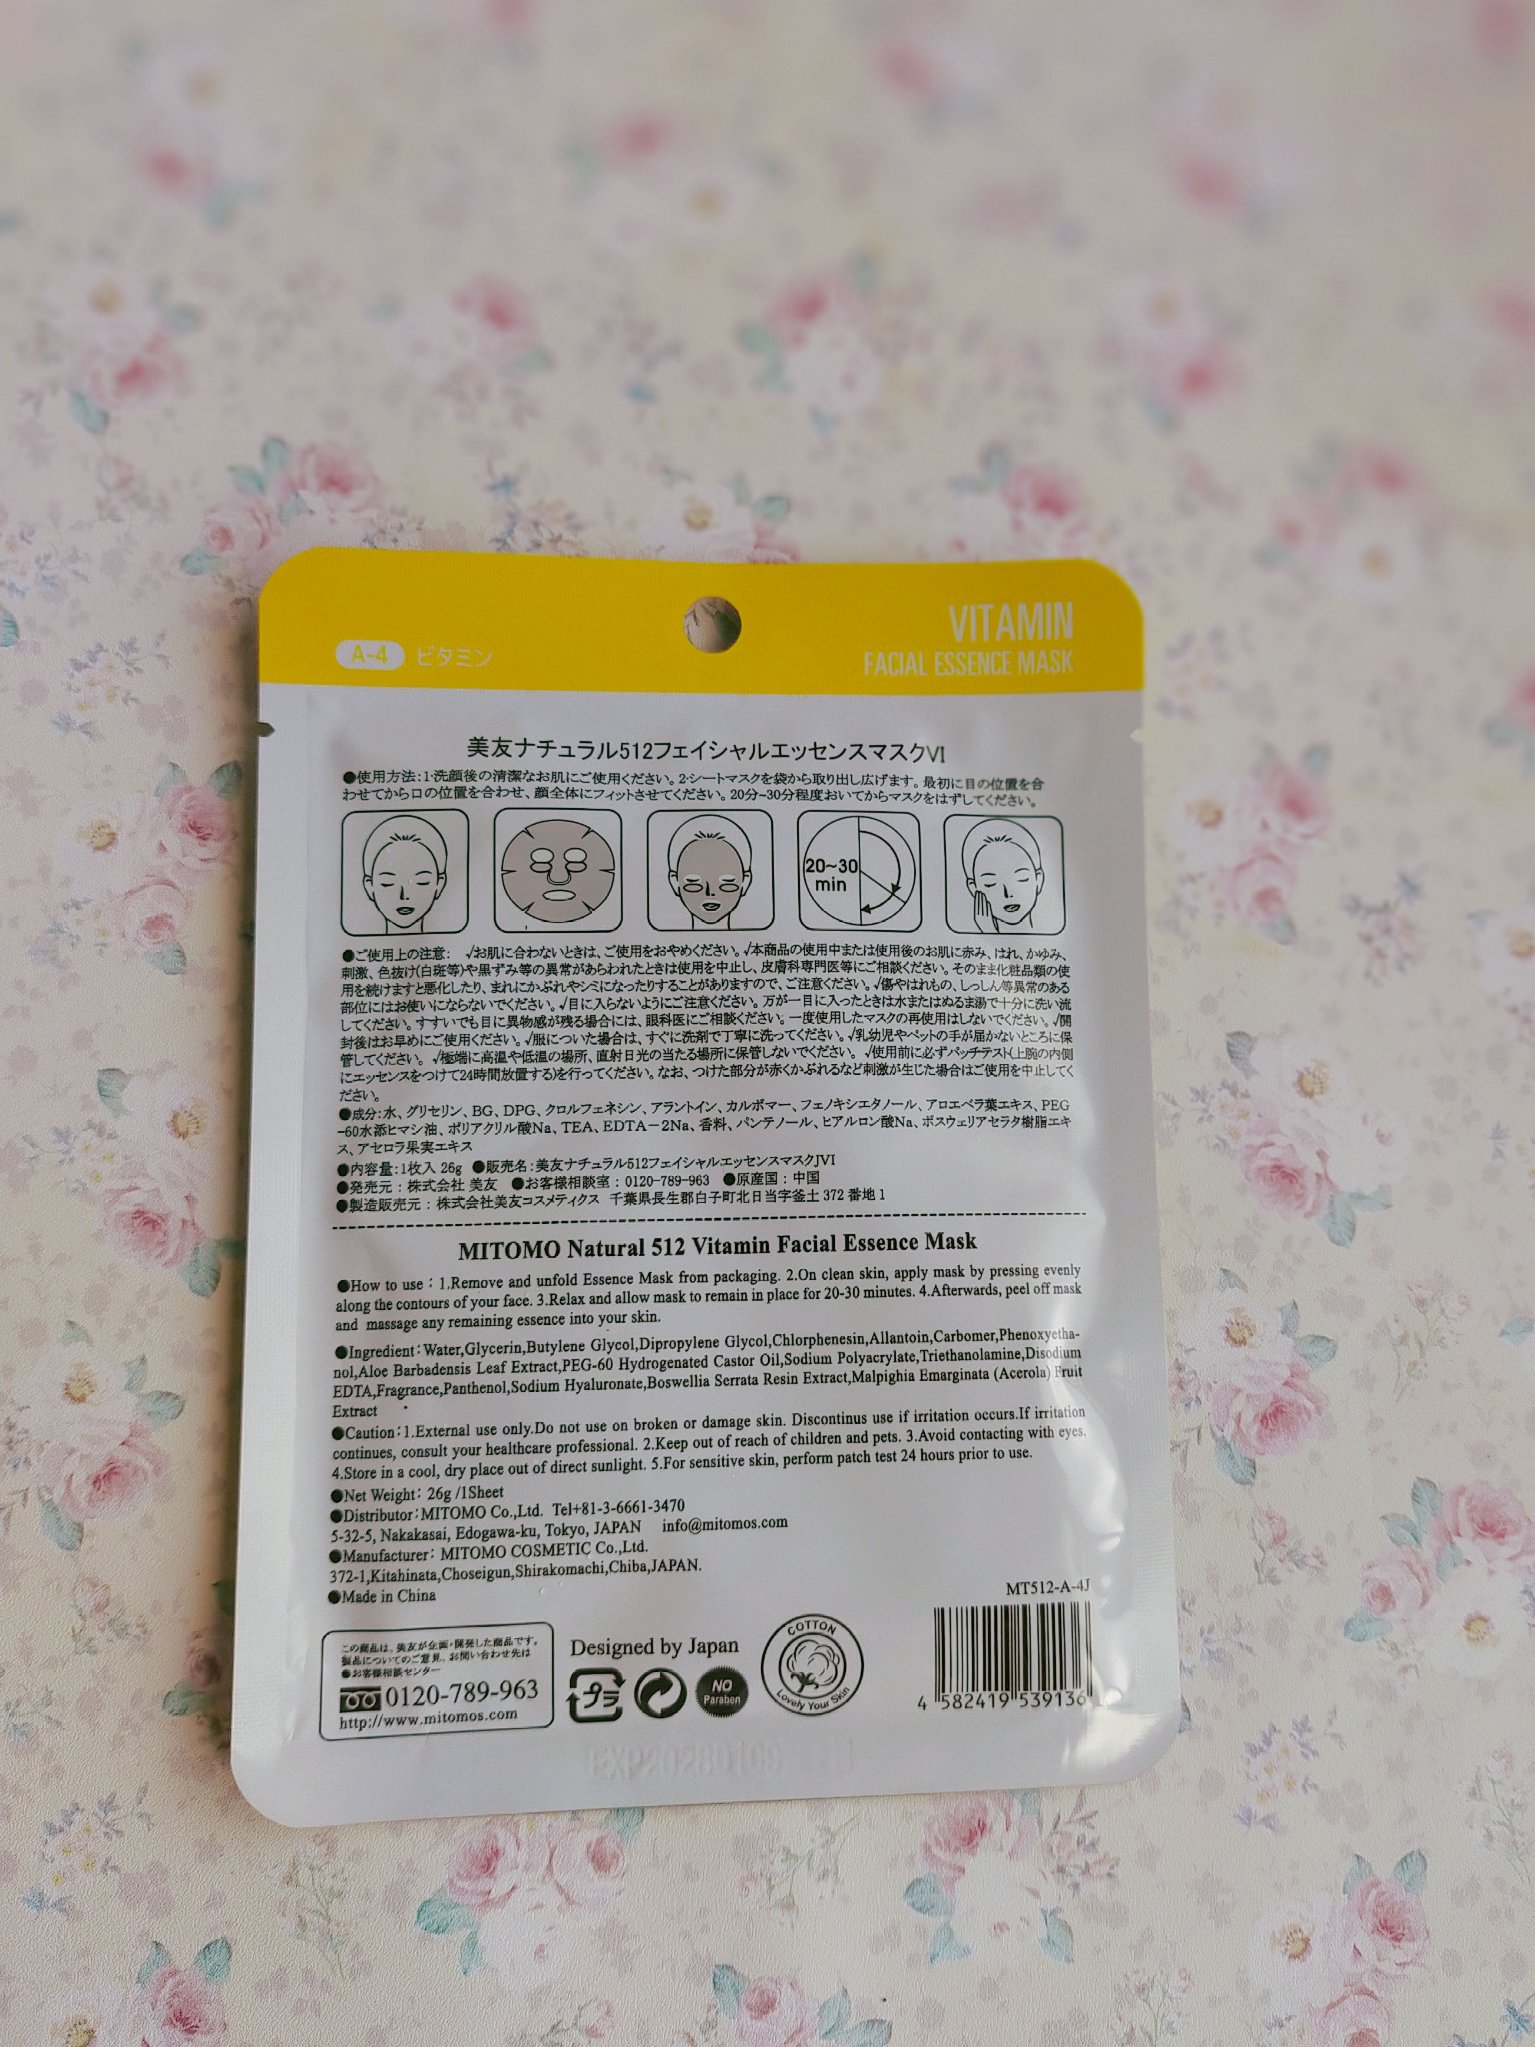 VITAMIN
A-4 ビタミン
FACIAL ESSENCE MASK
美友ナチュラル512フェイシャルエッセンスマスクVI
●使用方法:1·洗顔後の清潔なお肌にご使用ください。2·シートマスクを袋から取り出し広げます。最初に目の位置を合
わせてから口の位置を合わせ、顔全体にフィットさせてください。20分-30分程度おいてからマスクをはずしてください。
20~30
min
●ご使用上の注意: √お肌に合わないときは、ご使用をおやめください。√本商品の使用中または使用後のお肌に赤み、はれ、かゆみ、
刺激、色抜け(白斑等)や黒ずみ等の異常があらわれたときは使用を中止し、皮膚科専門医等にご相談ください。そのまま化粧品類の使
用を続けますと悪化したり、まれにかぶれやシミになったりすることがありますので、ご注意ください。√傷やはれもの、しっしん等異常のある
部位にはお使いにならないでください。√目に入らないようにご注意ください。万が一目に入ったときは水またはぬるま湯で十分に洗い流
してください。すすいでも目に異物感が残る場合には、眼科医にご相談ください。一度使用したマスクの再使用はしないでください。√開
封後はお早めにご使用ください。√服についた場合は、すぐに洗剤で丁寧に洗ってください。√乳幼児やペットの手が届かないところに保
管してください。√極端に高温や低温の場所、直射日光の当たる場所に保管しないでください。√使用前に必ずパッチテスト(上腕の内側
にエッセンスをつけて24時間放置する)を行ってください。なお、つけた部分が赤くかぶれるなど刺激が生じた場合はご使用を中止してく
ださい。
●成分:水、グリセリン、BG、DPG、クロルフェネシン、アラントイン、カルボマー、フェノキシエタノール、アロエベラ葉エキス、PEG
-60水添ヒマシ油、ポリアクリル酸Na、TEA、EDTA－2Na、香料、パンテノール、ヒアルロン酸Na、ボスウェリアセラタ樹脂エキ
ス、アセロラ果実エキス
●内容量:1枚入 26g ●販売名:美友ナチュラル512フェイシャルエッセンスマスクJVI
●発売元：株式会社 美友 ●お客様相談室：0120-789-963 ●原産国：中国
●製造販売元：株式会社美友コスメティクス 千葉県長生郡白子町北日当字釜土 372 番地 1
MITOMO Natural 512 Vitamin Facial Essence Mask
●How to use：1.Remove and unfold Essence Mask from packaging. 2.On clean skin, apply mask by pressing evenly
along the contours of your face. 3.Relax and allow mask to remain in place for 20-30 minutes. 4.Afterwards, peel off mask
and massage any remaining essence into your skin.
●Ingredient:Water,Glycerin,Butylene Glycol,Dipropylene Glycol,Chlorphenesin,Allantoin,Carbomer,Phenoxyetha-
nol,Aloe Barbadensis Leaf Extract,PEG-60 Hydrogenated Castor Oil,Sodium Polyacrylate,Triethanolamine,Disodium
EDTA,Fragrance,Panthenol,Sodium Hyaluronate,Boswellia Serrata Resin Extract,Malpighia Emarginata (Acerola) Fruit
Extract
●Caution:1.External use only.Do not use on broken or damage skin. Discontinus use if irritation occurs.If irritation
continues, consult your healthcare professional. 2.Keep out of reach of children and pets. 3.Avoid contacting with eyes.
4.Store in a cool, dry place out of direct sunlight. 5.For sensitive skin, perform patch test 24 hours prior to use.
●Net Weight: 26g /1Sheet
●Distributor:MITOMO Co.,Ltd. Tel+81-3-6661-3470
5-32-5, Nakakasai, Edogawa-ku, Tokyo, JAPAN info@mitomos.com
●Manufacturer: MITOMO COSMETIC Co.,Ltd.
372-1,Kitahinata,Choseigun,Shirakomachi,Chiba,JAPAN.
●Made in China
MT512-A-4J
この商品は、美友が企画・開発した商品です。
製品についてのご意見、お問い合わせ先は
●お客様相談センター
0120-789-963
http://www.mitomos.com
Designed by Japan
プラ
NO
Paraben
COTTON
Lovely Your Skin
4 582419 539136
EXP20280109